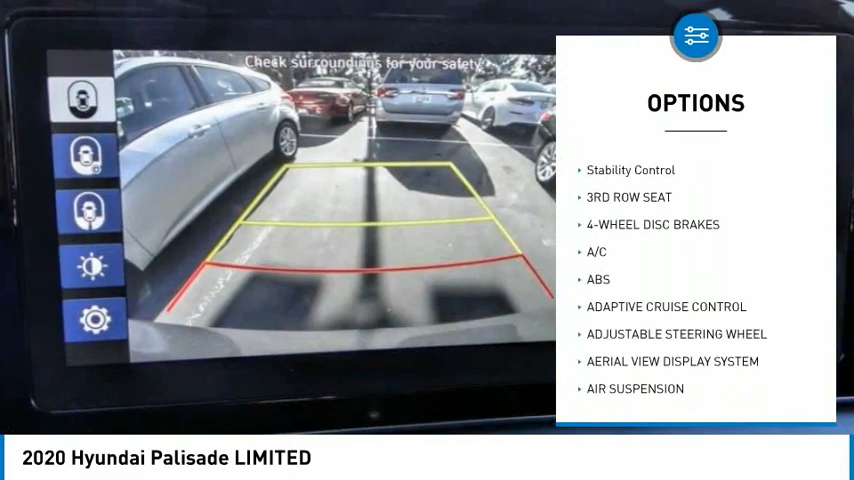 Check surroundings for your safety.
OPTIONS
Stability Control
3RD ROW SEAT
4-WHEEL DISC BRAKES
A/C
ABS
ADAPTIVE CRUISE CONTROL
ADJUSTABLE STEERING WHEEL
AERIAL VIEW DISPLAY SYSTEM
AIR SUSPENSION
2020 Hyundai Palisade LIMITED